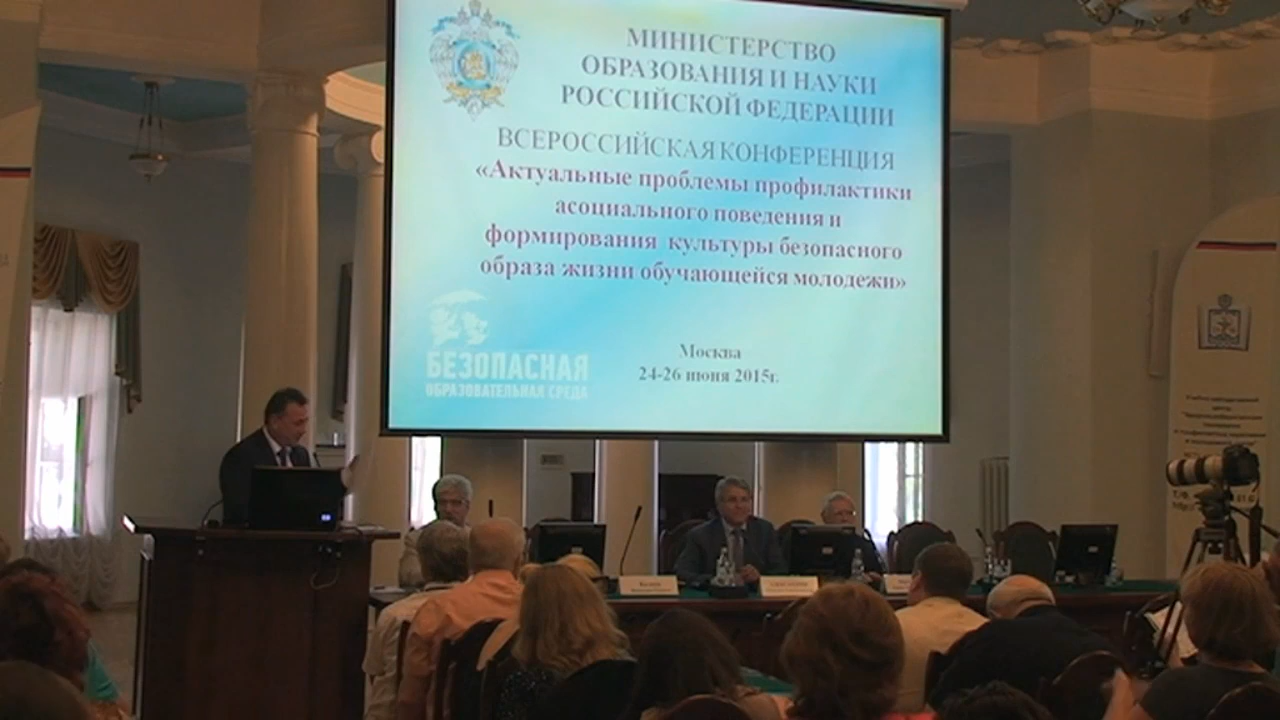 МИНИСТЕРСТВО
ОБРАЗОВАНИЯ И НАУКИ
РОССИЙСКОЙ ФЕДЕРАЦИИ
ВСЕРОССИЙСКАЯ КОНФЕРЕНЦИЯ
«Актуальные проблемы профилактики
асоциального поведения и
формирования культуры безопасного
образа жизни обучающейся молодежи»
БЕЗОПАСНАЯ
ОБРАЗОВАТЕЛЬНАЯ СРЕДА
Москва
24-26 июня 2015г.